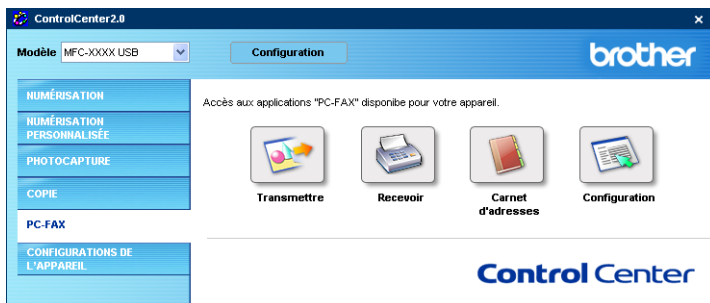 ControlCenter2.0
Modèle MFC-XXXX USB Configuration brother
NUMÉRISATION
NUMÉRISATION
PERSONNALISÉE
PHOTOCAPTURE
COPIE
PC-FAX
CONFIGURATIONS DE
L'APPAREIL
Accès aux applications "PC-FAX" disponibe pour votre appareil.
Transmettre Recevoir Carnet d'adresses Configuration
Control Center